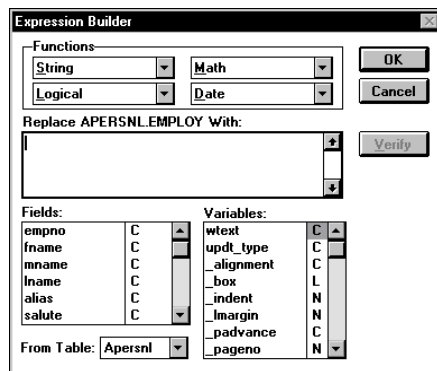 Expression Builder
Functions
String Math
Logical Date
OK
Cancel
Replace APERSNL.EMPLOY With:
Verify
Fields: Variables:
empno C wtext C
fname C updt_type C
mname C _alignment C
lname C _box L
alias C _indent N
salute C _lmargin N
_padvance C
From Table: Apersnl _pageno N